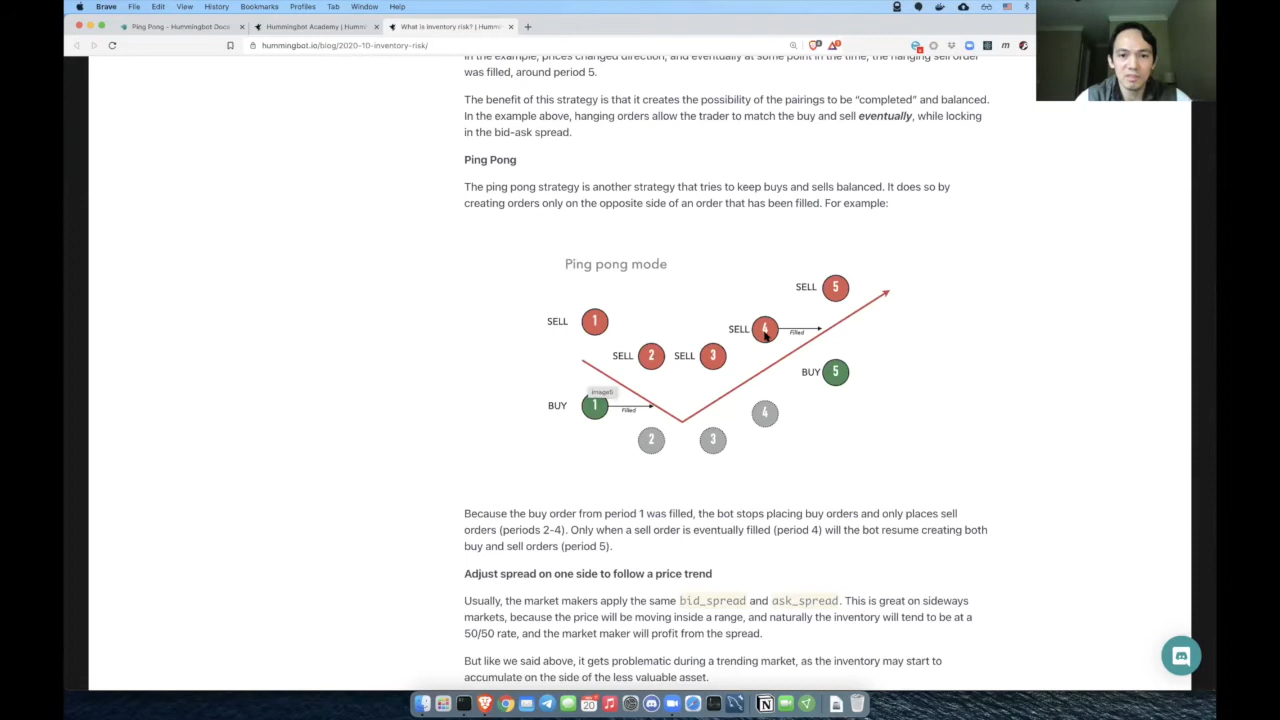 Brave File Edit View History Bookmarks Profiles Tab Window Help
Ping Pong - Hummingbot Docs
Hummingbot Academy | Hummi
What is inventory risk? | Hummi
hummingbot.io/blog/2020-10-inventory-risk/
In the example, prices changed direction, and eventually at some point in the time, the hanging sell order
was filled, around period 5.
The benefit of this strategy is that it creates the possibility of the pairings to be “completed” and balanced.
In the example above, hanging orders allow the trader to match the buy and sell eventually, while locking
in the bid-ask spread.
Ping Pong
The ping pong strategy is another strategy that tries to keep buys and sells balanced. It does so by
creating orders only on the opposite side of an order that has been filled. For example:
Ping pong mode
SELL 5
SELL 1
SELL 4 Filled
SELL 2 SELL 3
BUY 5
image5
BUY 1 Filled
4
2 3
Because the buy order from period 1 was filled, the bot stops placing buy orders and only places sell
orders (periods 2-4). Only when a sell order is eventually filled (period 4) will the bot resume creating both
buy and sell orders (period 5).
Adjust spread on one side to follow a price trend
Usually, the market makers apply the same bid_spread and ask_spread. This is great on sideways
markets, because the price will be moving inside a range, and naturally the inventory will tend to be at a
50/50 rate, and the market maker will profit from the spread.
But like we said above, it gets problematic during a trending market, as the inventory may start to
accumulate on the side of the less valuable asset.
20